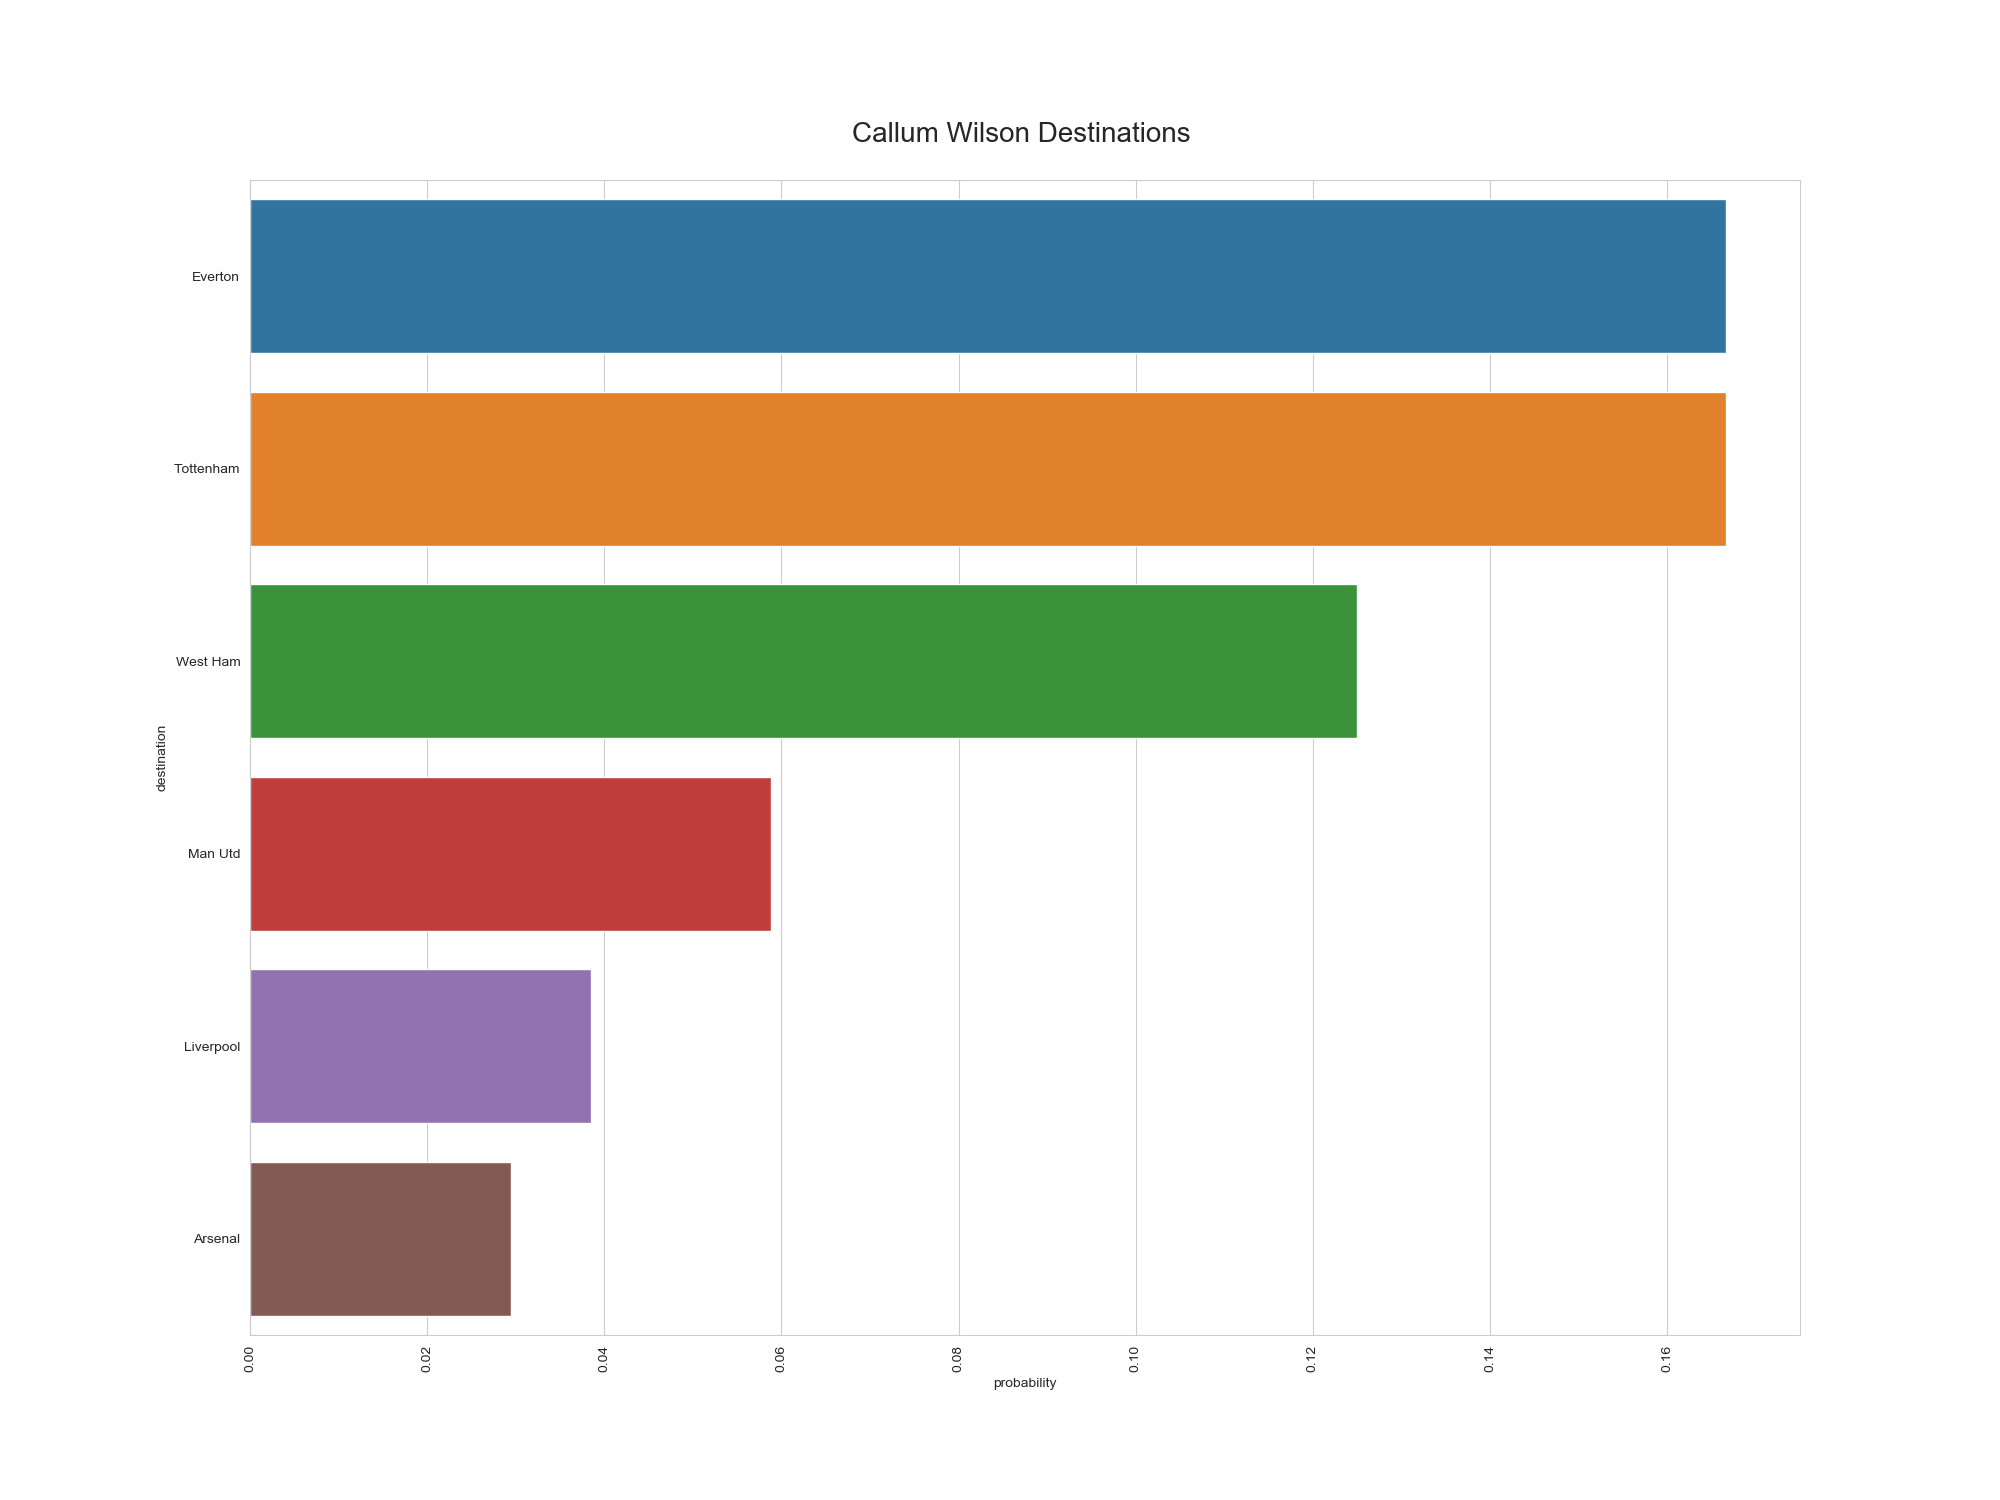 Callum Wilson Destinations
Everton
Tottenham
West Ham
destination
Man Utd
Liverpool
Arsenal
0.00
0.02
0.04
0.06
0.08
0.10
0.12
0.14
0.16
probability